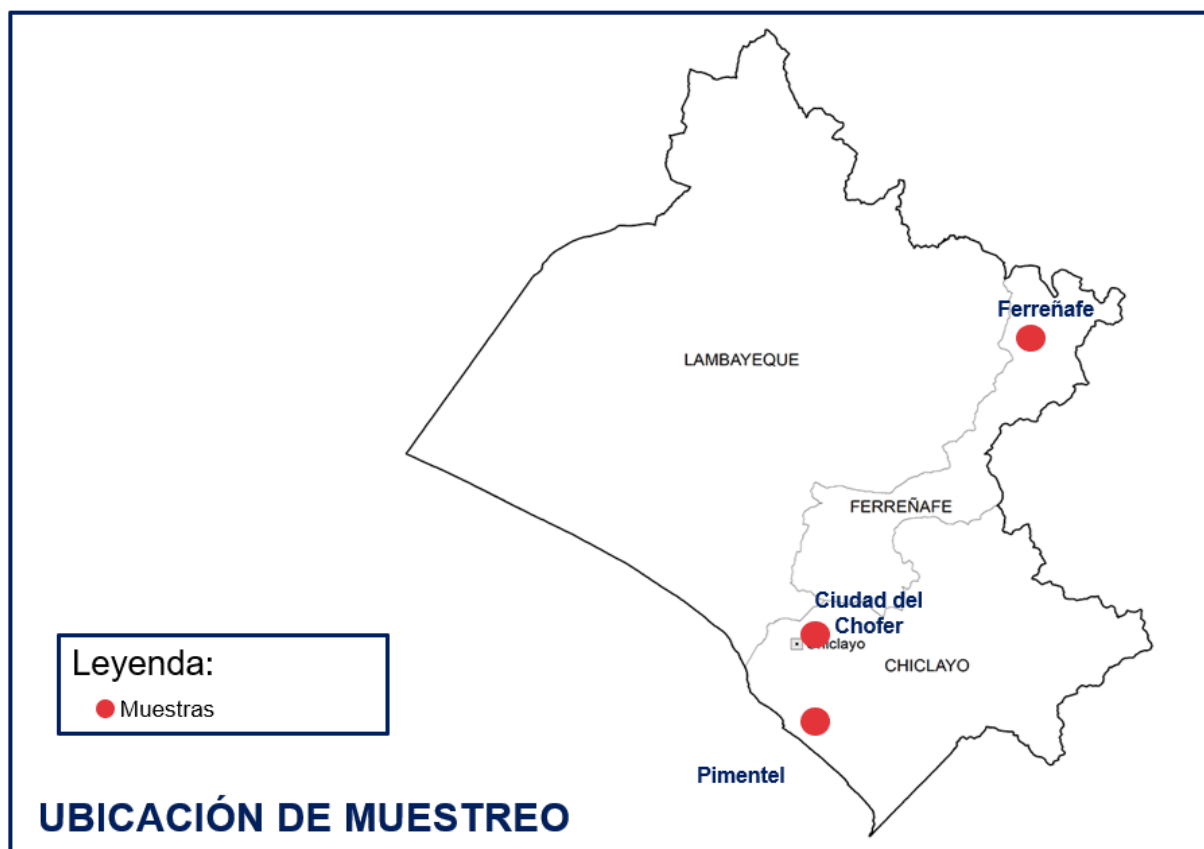 Ferreñafe
LAMBAYEQUE
FERREÑAFE
Ciudad del
Chofer
Chiclayo
CHICLAYO
Leyenda:
Muestras
Pimentel
UBICACIÓN DE MUESTREO